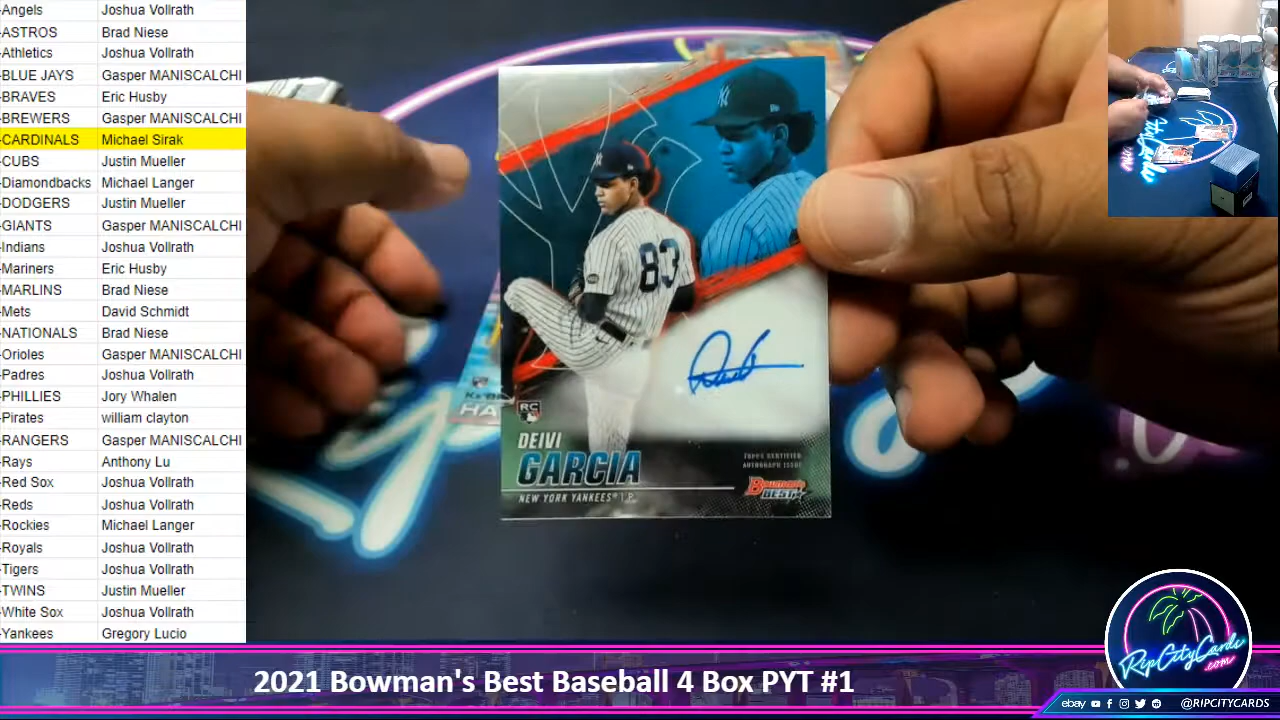 -Angels Joshua Vollrath
-ASTROS Brad Niese
-Athletics Joshua Vollrath
-BLUE JAYS Gasper MANISCALCHI
-BRAVES Eric Husby
-BREWERS Gasper MANISCALCHI
-CARDINALS Michael Sirak
-CUBS Justin Mueller
-Diamondbacks Michael Langer
-DODGERS Justin Mueller
-GIANTS Gasper MANISCALCHI
-Indians Joshua Vollrath
-Mariners Eric Husby
-MARLINS Brad Niese
-Mets David Schmidt
-NATIONALS Brad Niese
-Orioles Gasper MANISCALCHI
-Padres Joshua Vollrath
-PHILLIES Jory Whalen
-Pirates william clayton
-RANGERS Gasper MANISCALCHI
-Rays Anthony Lu
-Red Sox Joshua Vollrath
-Reds Joshua Vollrath
-Rockies Michael Langer
-Royals Joshua Vollrath
-Tigers Joshua Vollrath
-TWINS Justin Mueller
-White Sox Joshua Vollrath
-Yankees Gregory Lucio
83
RC
DEIVI
GARCIA
NEW YORK YANKEES® | P
TOPPS CERTIFIED
AUTOGRAPH ISSUE
Bowman's
BEST
HA
RipCityCards
.com
2021 Bowman's Best Baseball 4 Box PYT #1
ebay @RIPCITYCARDS